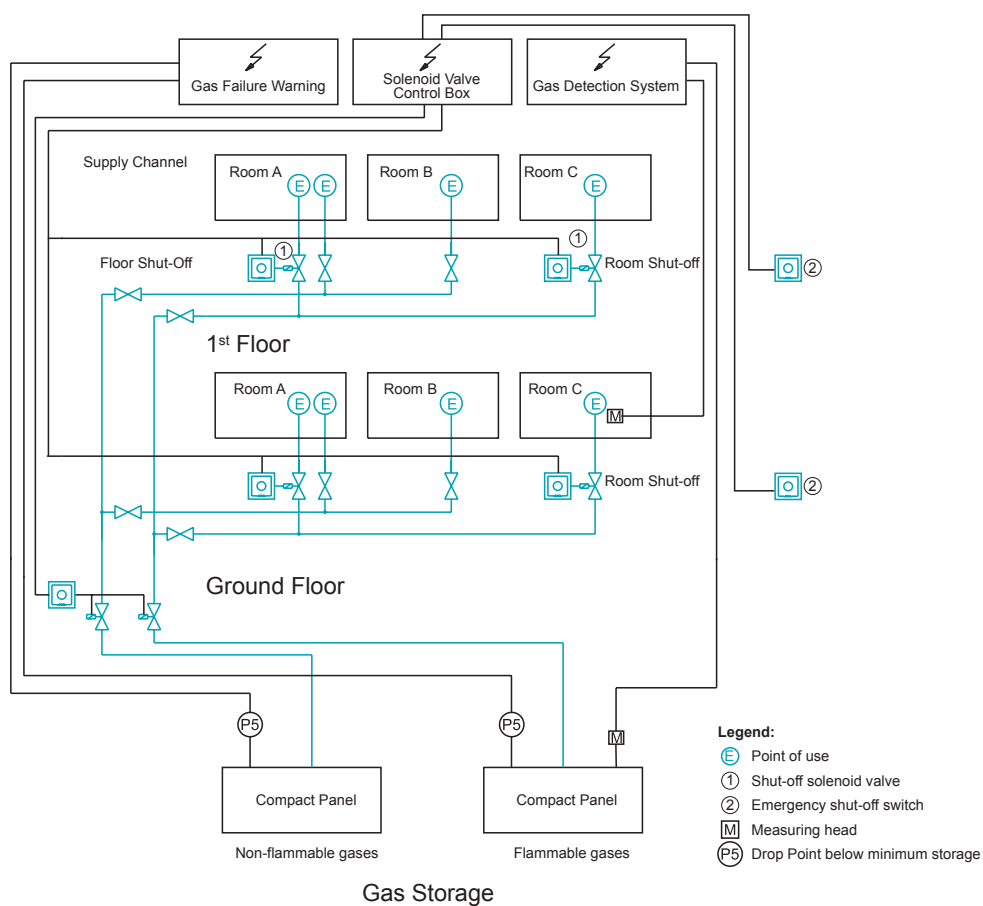 Gas Failure Warning
Solenoid Valve
Control Box
Gas Detection System
Supply Channel
Room A
E E
Room B
E
Room C
E
Floor Shut-Off
1
1
Room Shut-off
2
1st Floor
Room A
E E
Room B
E
Room C
E
M
Room Shut-off
2
Ground Floor
P5
P5
M
Compact Panel
Compact Panel
Non-flammable gases
Flammable gases
Gas Storage
Legend:
E Point of use
1 Shut-off solenoid valve
2 Emergency shut-off switch
M Measuring head
P5 Drop Point below minimum storage